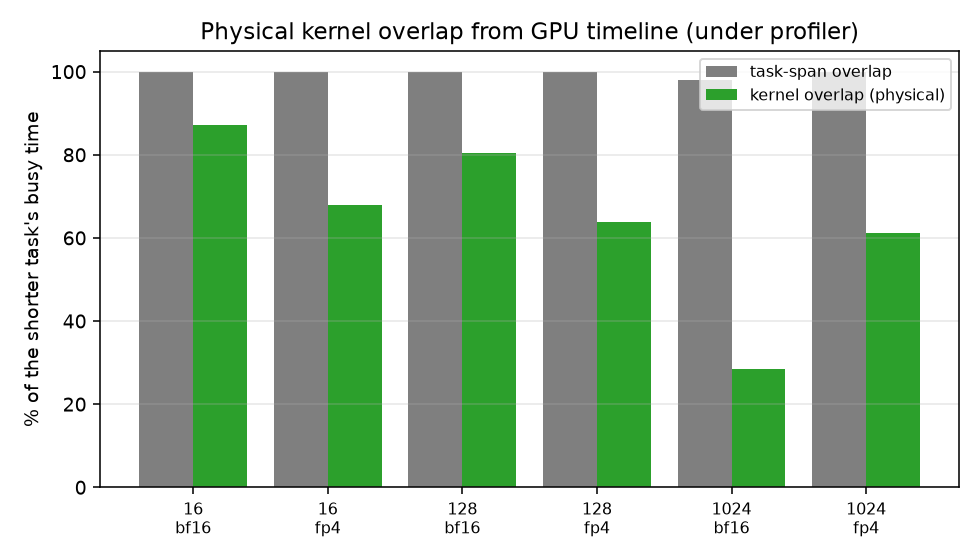 Physical kernel overlap from GPU timeline (under profiler)
% of the shorter task's busy time
100
80
60
40
20
0
task-span overlap
kernel overlap (physical)
16
bf16
16
fp4
128
bf16
128
fp4
1024
bf16
1024
fp4